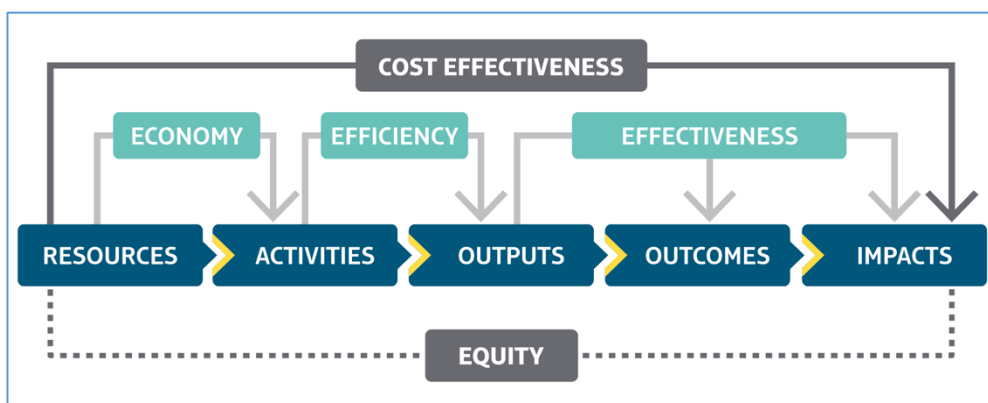 COST EFFECTIVENESS
ECONOMY
EFFICIENCY
EFFECTIVENESS
RESOURCES
ACTIVITIES
OUTPUTS
OUTCOMES
IMPACTS
EQUITY